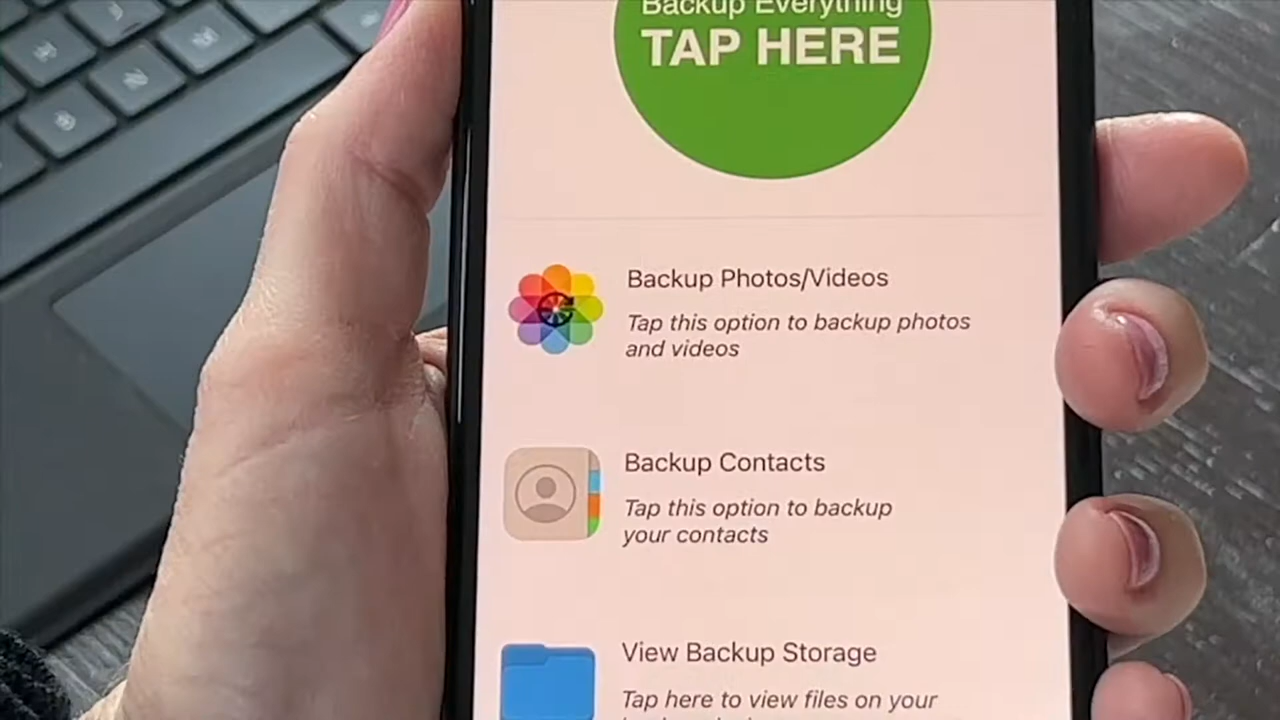 Backup Everything
TAP HERE
Backup Photos/Videos
Tap this option to backup photos
and videos
Backup Contacts
Tap this option to backup
your contacts
View Backup Storage
Tap here to view files on your